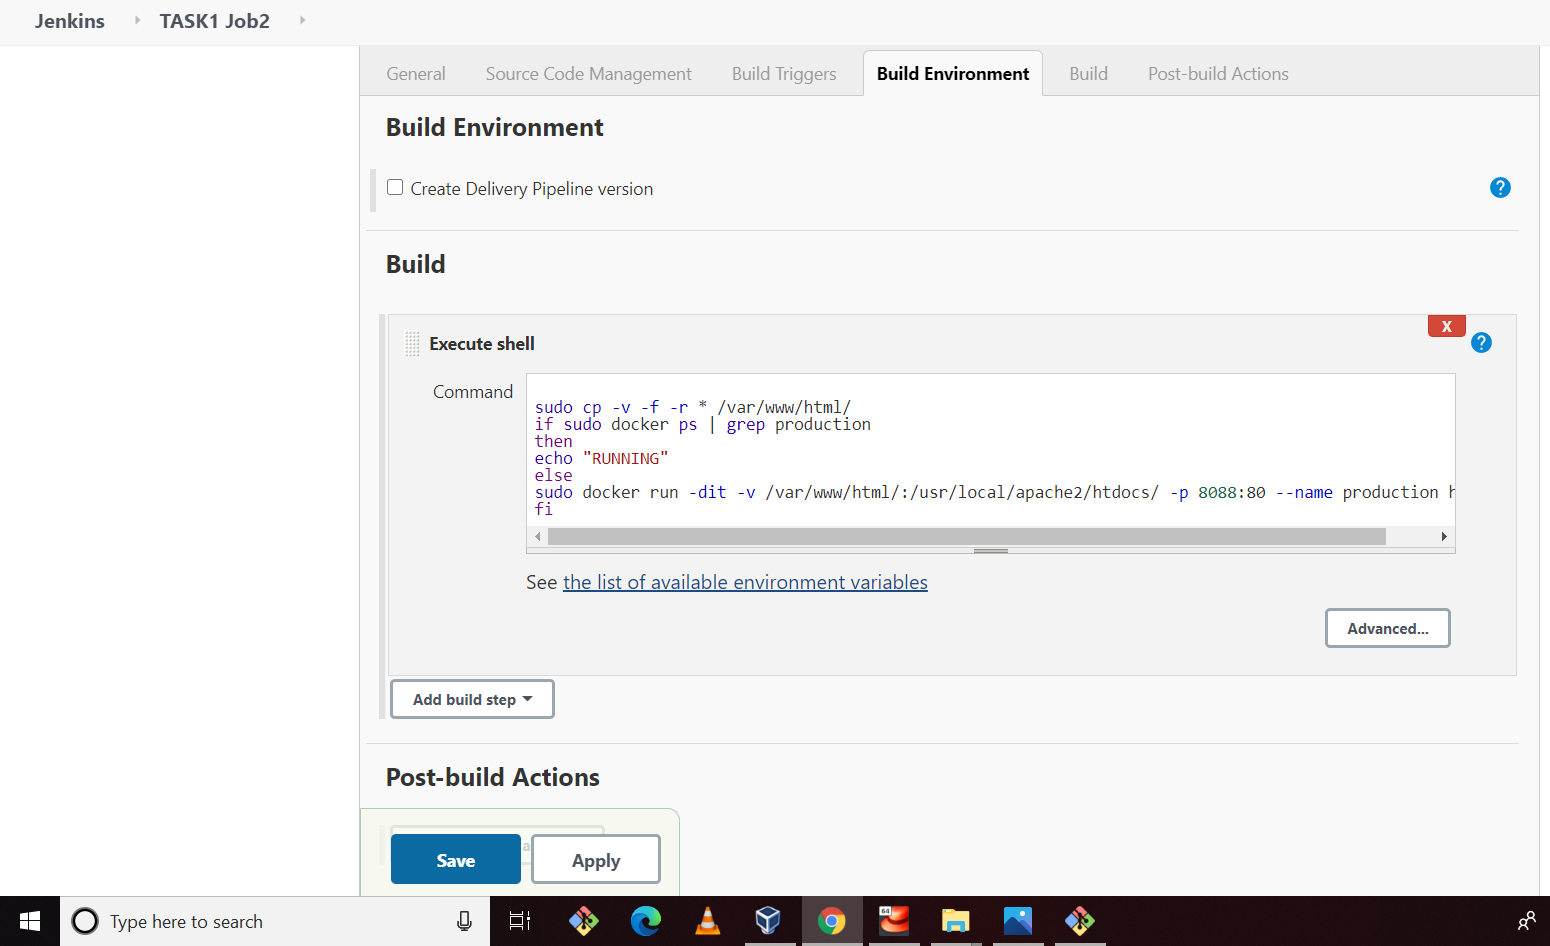 Jenkins TASK1 Job2
General Source Code Management Build Triggers Build Environment Build Post-build Actions
Build Environment
Create Delivery Pipeline version
?
Build
X
Execute shell
?
Command
sudo cp -v -f -r * /var/www/html/
if sudo docker ps | grep production
then
echo "RUNNING"
else
sudo docker run -dit -v /var/www/html/:/usr/local/apache2/htdocs/ -p 8088:80 --name production h
fi
See the list of available environment variables
Advanced...
Add build step
Post-build Actions
Save Apply
Type here to search
64